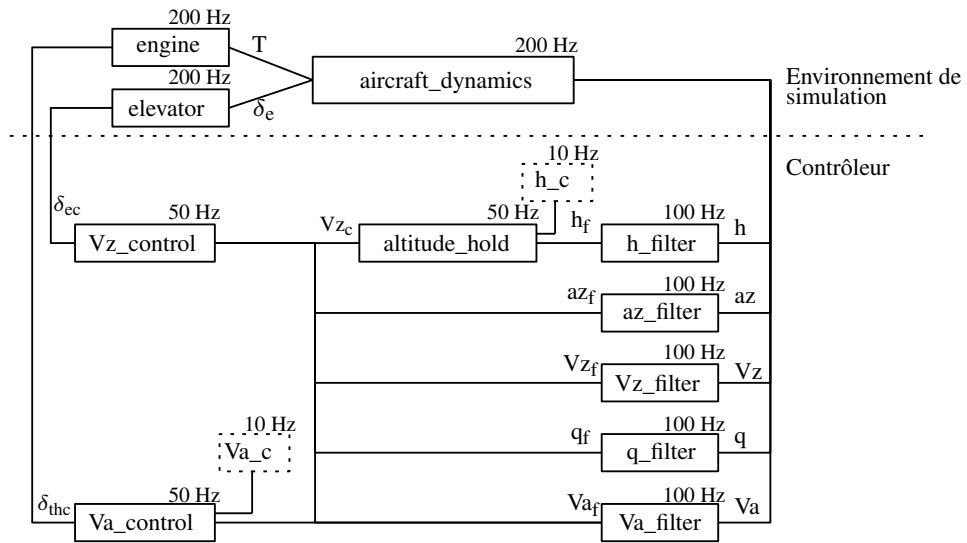 200 Hz
engine
T
200 Hz
aircraft_dynamics
200 Hz
elevator
δe
Environnement de
simulation
10 Hz
h_c
Contrôleur
δec
50 Hz
Vz_control
Vzc
50 Hz
altitude_hold
hf
100 Hz
h_filter
h
azf
100 Hz
az_filter
az
Vzf
100 Hz
Vz_filter
Vz
10 Hz
Va_c
qf
100 Hz
q_filter
q
δthc
50 Hz
Va_control
Vaf
100 Hz
Va_filter
Va